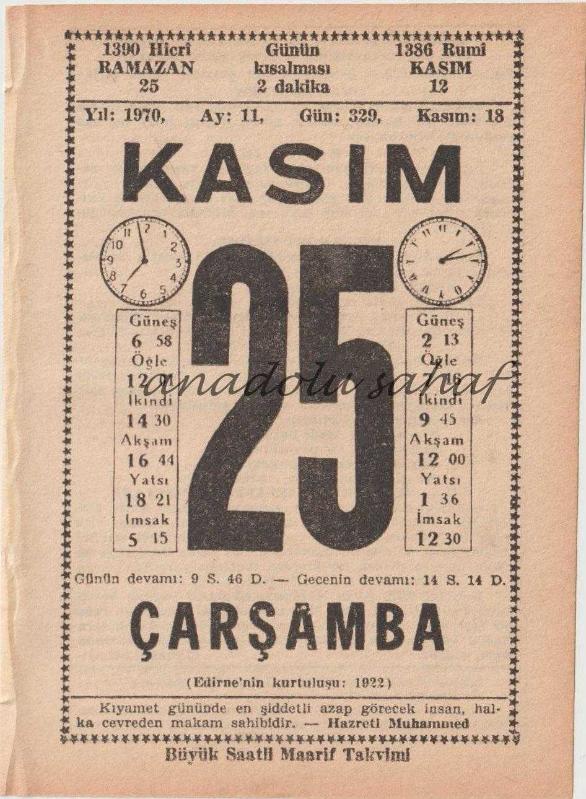 1390 Hicrî Günün 1386 Rumî
RAMAZAN kısalması KASIM
25 2 dakika 12
Yıl: 1970, Ay: 11, Gün: 329, Kasım: 18
KASIM
25
Güneş
6 58
Öğle
12
İkindi
14 30
Akşam
16 44
Yatsı
18 21
İmsak
5 15
Güneş
2 13
Öğle
İkindi
9 45
Akşam
12 00
Yatsı
1 36
İmsak
12 30
anadolu sahaf
Günün devamı: 9 S. 46 D. — Gecenin devamı: 14 S. 14 D.
ÇARŞAMBA
(Edirne'nin kurtuluşu: 1922)
Kıyamet gününde en şiddetli azap görecek insan, hal-
ka cevreden makam sahibidir. — Hazreti Muhammed
Büyük Saatli Maarif Takvimi